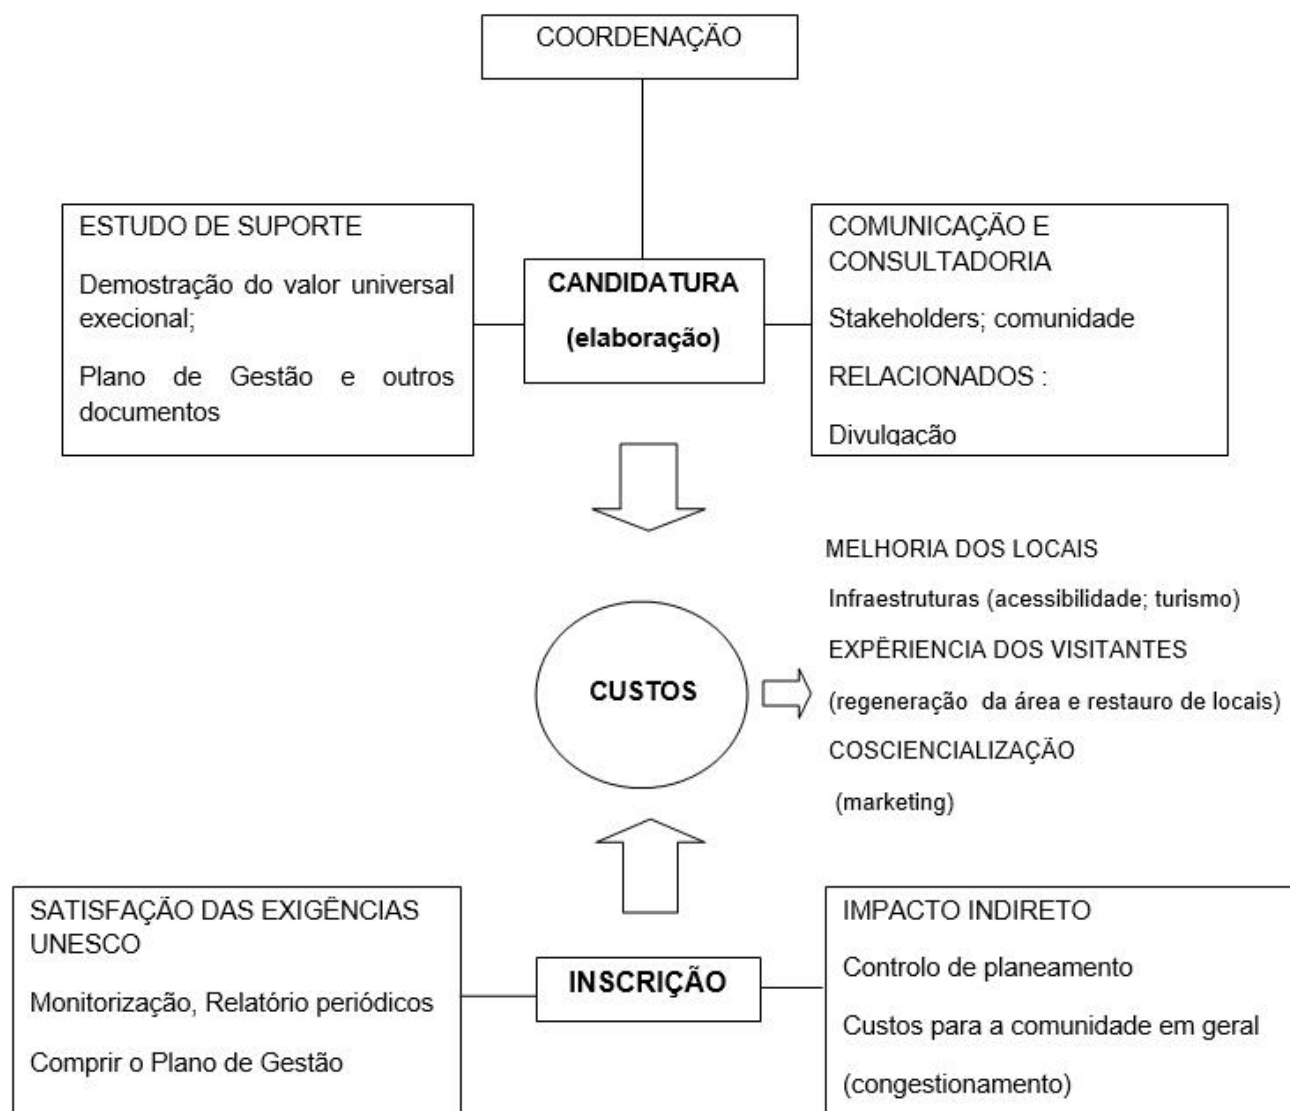 COORDENAÇÃO
ESTUDO DE SUPORTE
Demostração do valor universal
execional;
Plano de Gestão e outros
documentos
CANDIDATURA
(elaboração)
COMUNICAÇÃO E
CONSULTADORIA
Stakeholders; comunidade
RELACIONADOS :
Divulgação
CUSTOS
MELHORIA DOS LOCAIS
Infraestruturas (acessibilidade; turismo)
EXPÊRIENCIA DOS VISITANTES
(regeneração da área e restauro de locais)
COSCIENCIALIZAÇÃO
(marketing)
SATISFAÇÃO DAS EXIGÊNCIAS
UNESCO
Monitorização, Relatório periódicos
Comprir o Plano de Gestão
INSCRIÇÃO
IMPACTO INDIRETO
Controlo de planeamento
Custos para a comunidade em geral
(congestionamento)